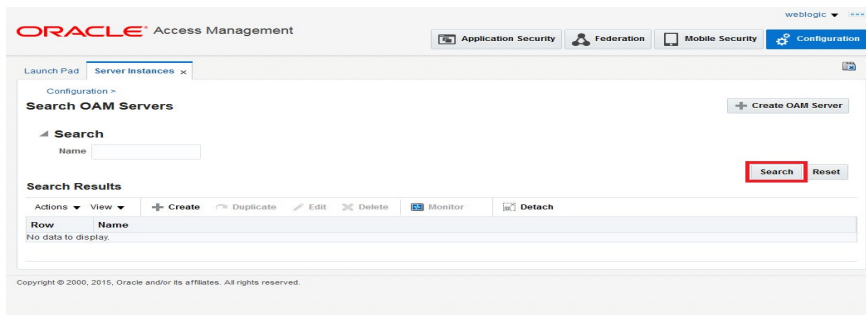 weblogic
ORACLE Access Management
Application Security Federation Mobile Security Configuration
Launch Pad Server Instances x
Configuration >
Search OAM Servers
Create OAM Server
Search
Name
Search Reset
Search Results
Actions View Create Duplicate Edit Delete Monitor Detach
Row Name
No data to display.
Copyright © 2000, 2015, Oracle and/or its affiliates. All rights reserved.